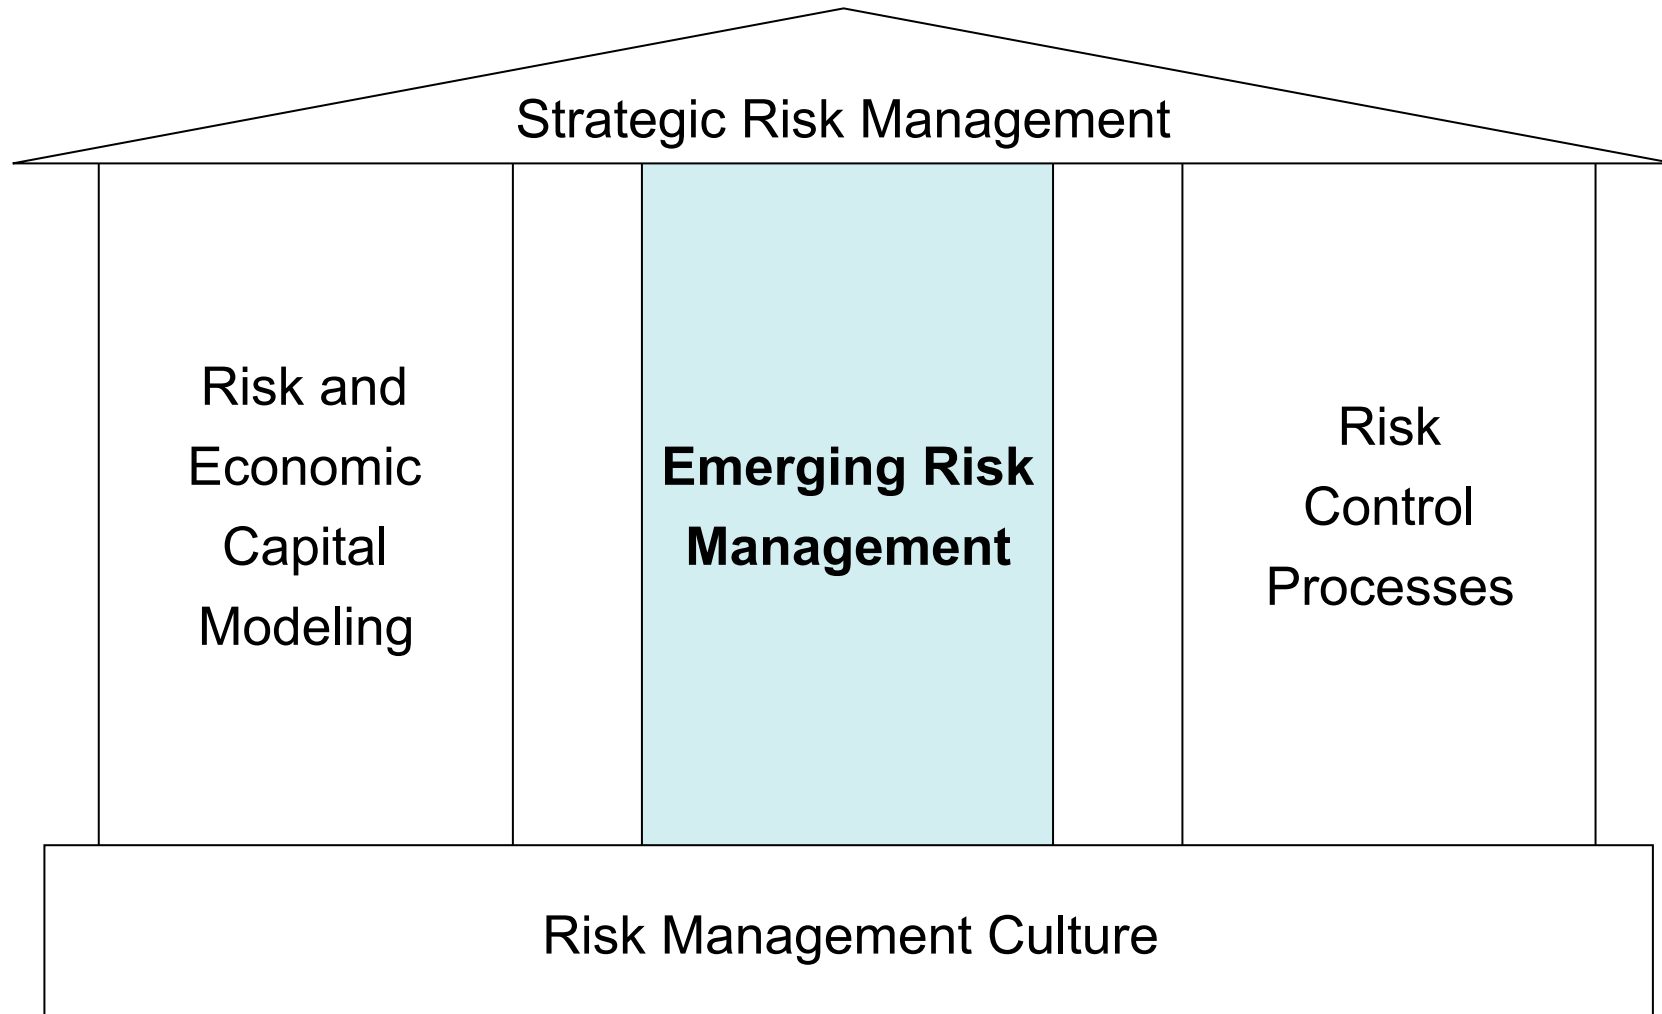 Strategic Risk Management
Risk and
Economic
Capital
Modeling
Emerging Risk
Management
Risk
Control
Processes
Risk Management Culture